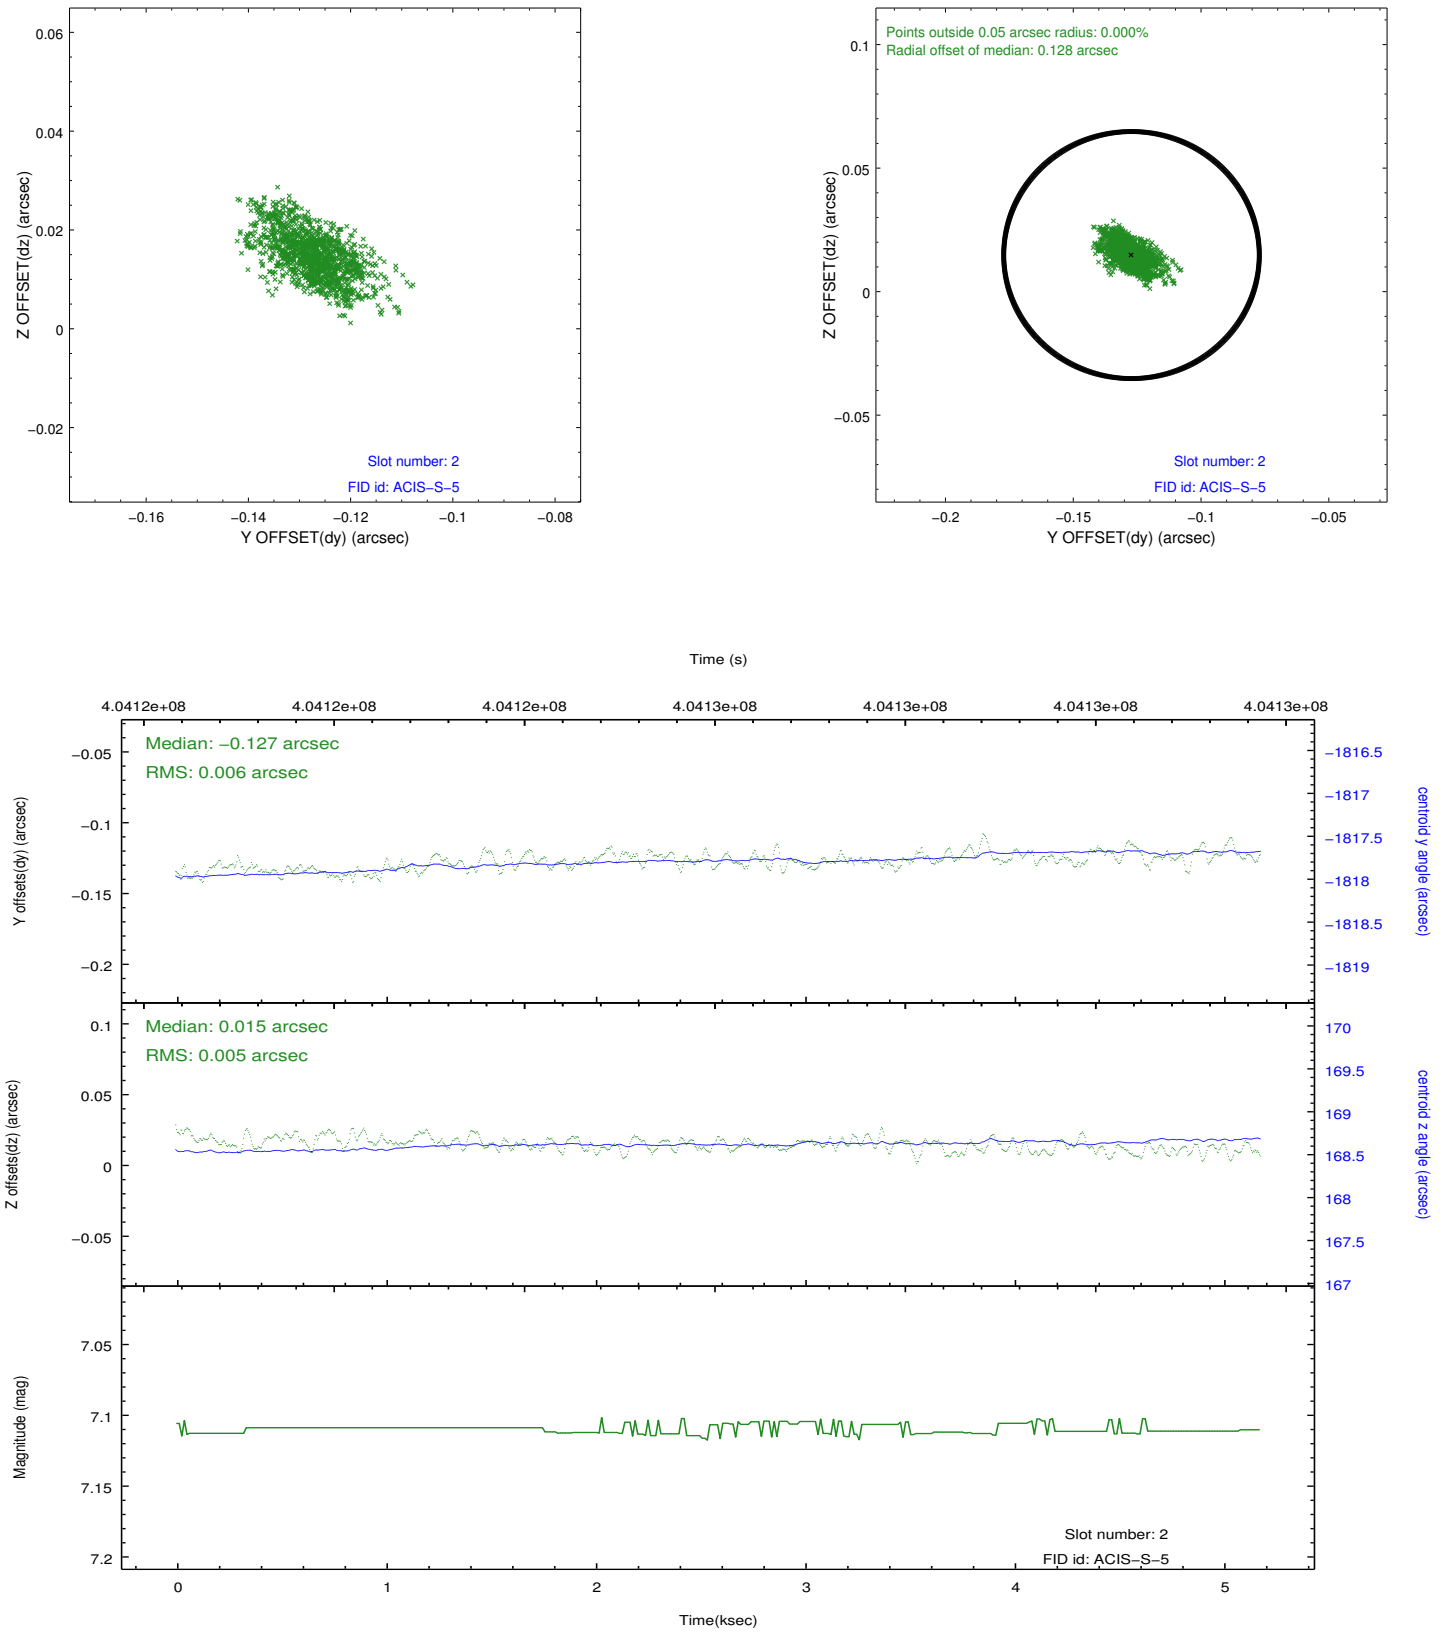 0.06
0.04
0.02
0
−0.02
Z OFFSET(dz) (arcsec)
Slot number: 2
FID id: ACIS−S−5
−0.16
−0.14
−0.12
−0.1
−0.08
Y OFFSET(dy) (arcsec)
Points outside 0.05 arcsec radius: 0.000%
Radial offset of median: 0.128 arcsec
0.1
0.05
0
−0.05
Z OFFSET(dz) (arcsec)
Slot number: 2
FID id: ACIS−S−5
−0.2
−0.15
−0.1
−0.05
Y OFFSET(dy) (arcsec)
Time (s)
4.0412e+08
4.0412e+08
4.0412e+08
4.0413e+08
4.0413e+08
4.0413e+08
4.0413e+08
Median: −0.127 arcsec
RMS: 0.006 arcsec
−0.05
−0.1
−0.15
−0.2
Y offsets(dy) (arcsec)
−1816.5
−1817
−1817.5
−1818
−1818.5
−1819
centroid y angle (arcsec)
Median: 0.015 arcsec
RMS: 0.005 arcsec
0.1
0.05
0
−0.05
Z offsets(dz) (arcsec)
170
169.5
169
168.5
168
167.5
167
centroid z angle (arcsec)
7.05
7.1
7.15
7.2
Magnitude (mag)
Slot number: 2
FID id: ACIS−S−5
0
1
2
3
4
5
Time(ksec)